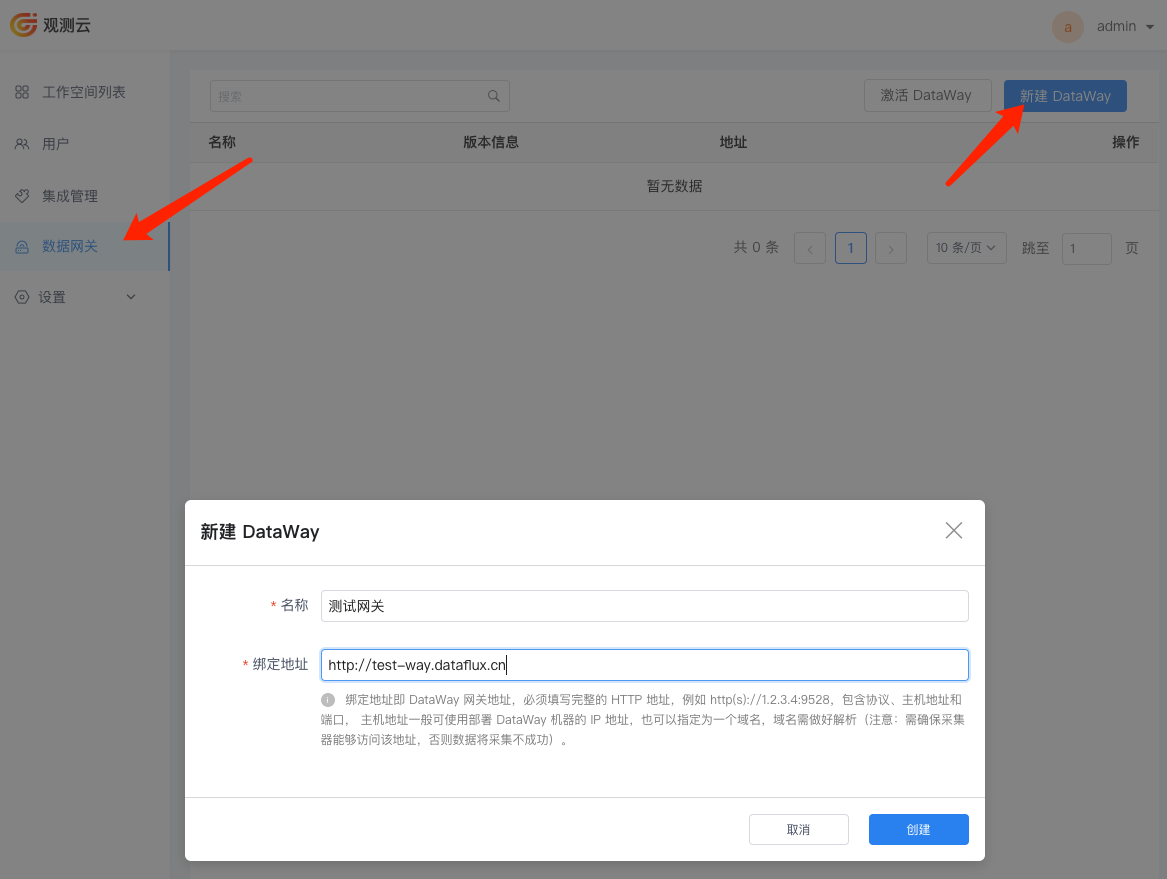 观测云
a admin
工作空间列表
用户
集成管理
数据网关
设置
搜索
激活 DataWay
新建 DataWay
名称 版本信息 地址 操作
暂无数据
共 0 条 1 10 条/页 跳至 1 页
新建 DataWay
* 名称 测试网关
* 绑定地址 http://test-way.dataflux.cn
绑定地址即 DataWay 网关地址，必须填写完整的 HTTP 地址，例如 http(s)://1.2.3.4:9528，包含协议、主机地址和
端口， 主机地址一般可使用部署 DataWay 机器的 IP 地址，也可以指定为一个域名，域名需做好解析（注意：需确保采集
器能够访问该地址，否则数据将采集不成功）。
取消 创建